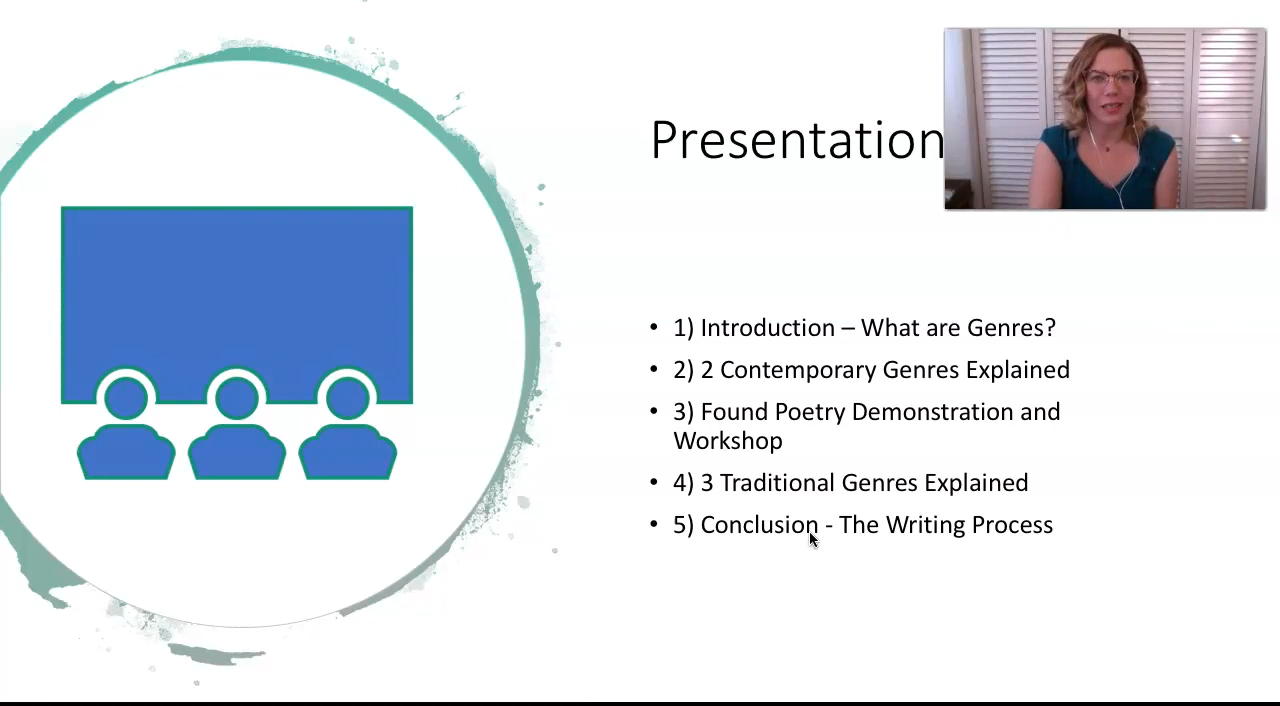 Presentation
• 1) Introduction – What are Genres?
• 2) 2 Contemporary Genres Explained
• 3) Found Poetry Demonstration and
Workshop
• 4) 3 Traditional Genres Explained
• 5) Conclusion - The Writing Process